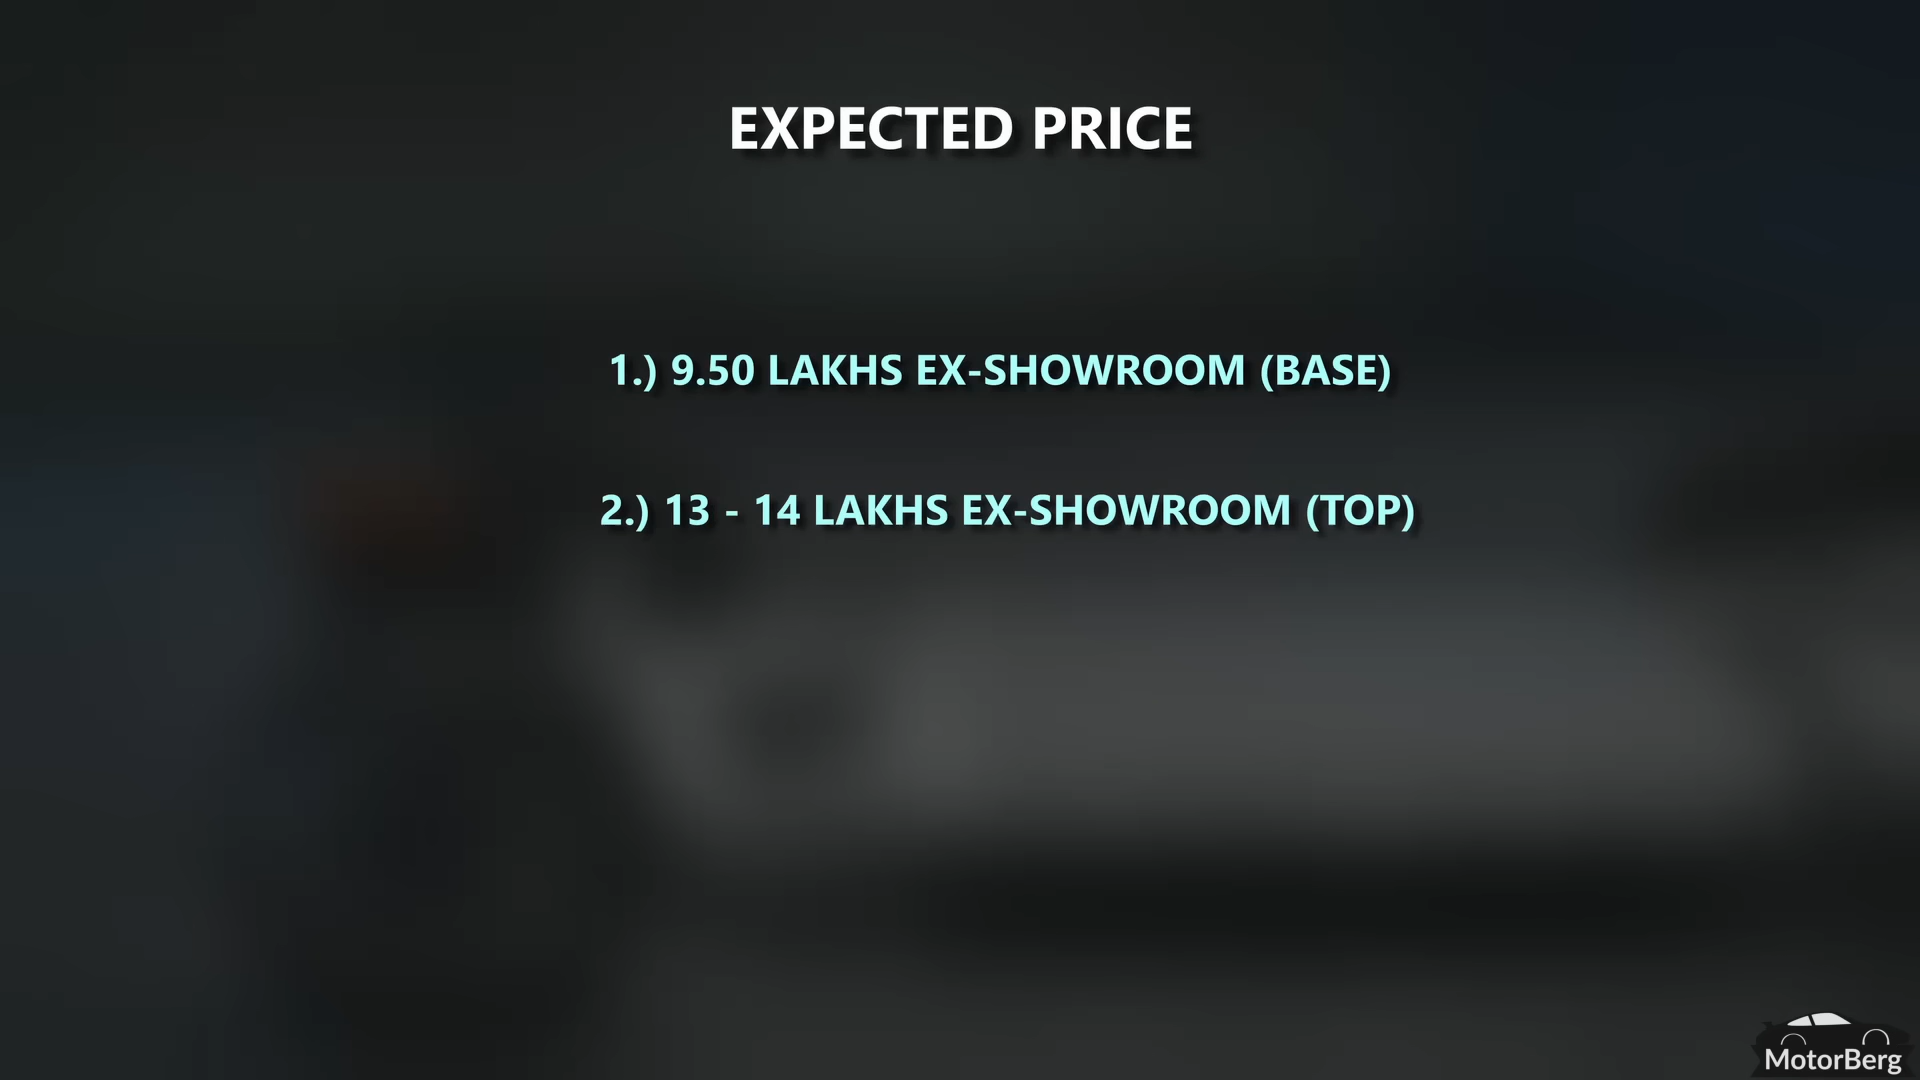 EXPECTED PRICE
1.) 9.50 LAKHS EX-SHOWROOM (BASE)
2.) 13 - 14 LAKHS EX-SHOWROOM (TOP)
MotorBerg